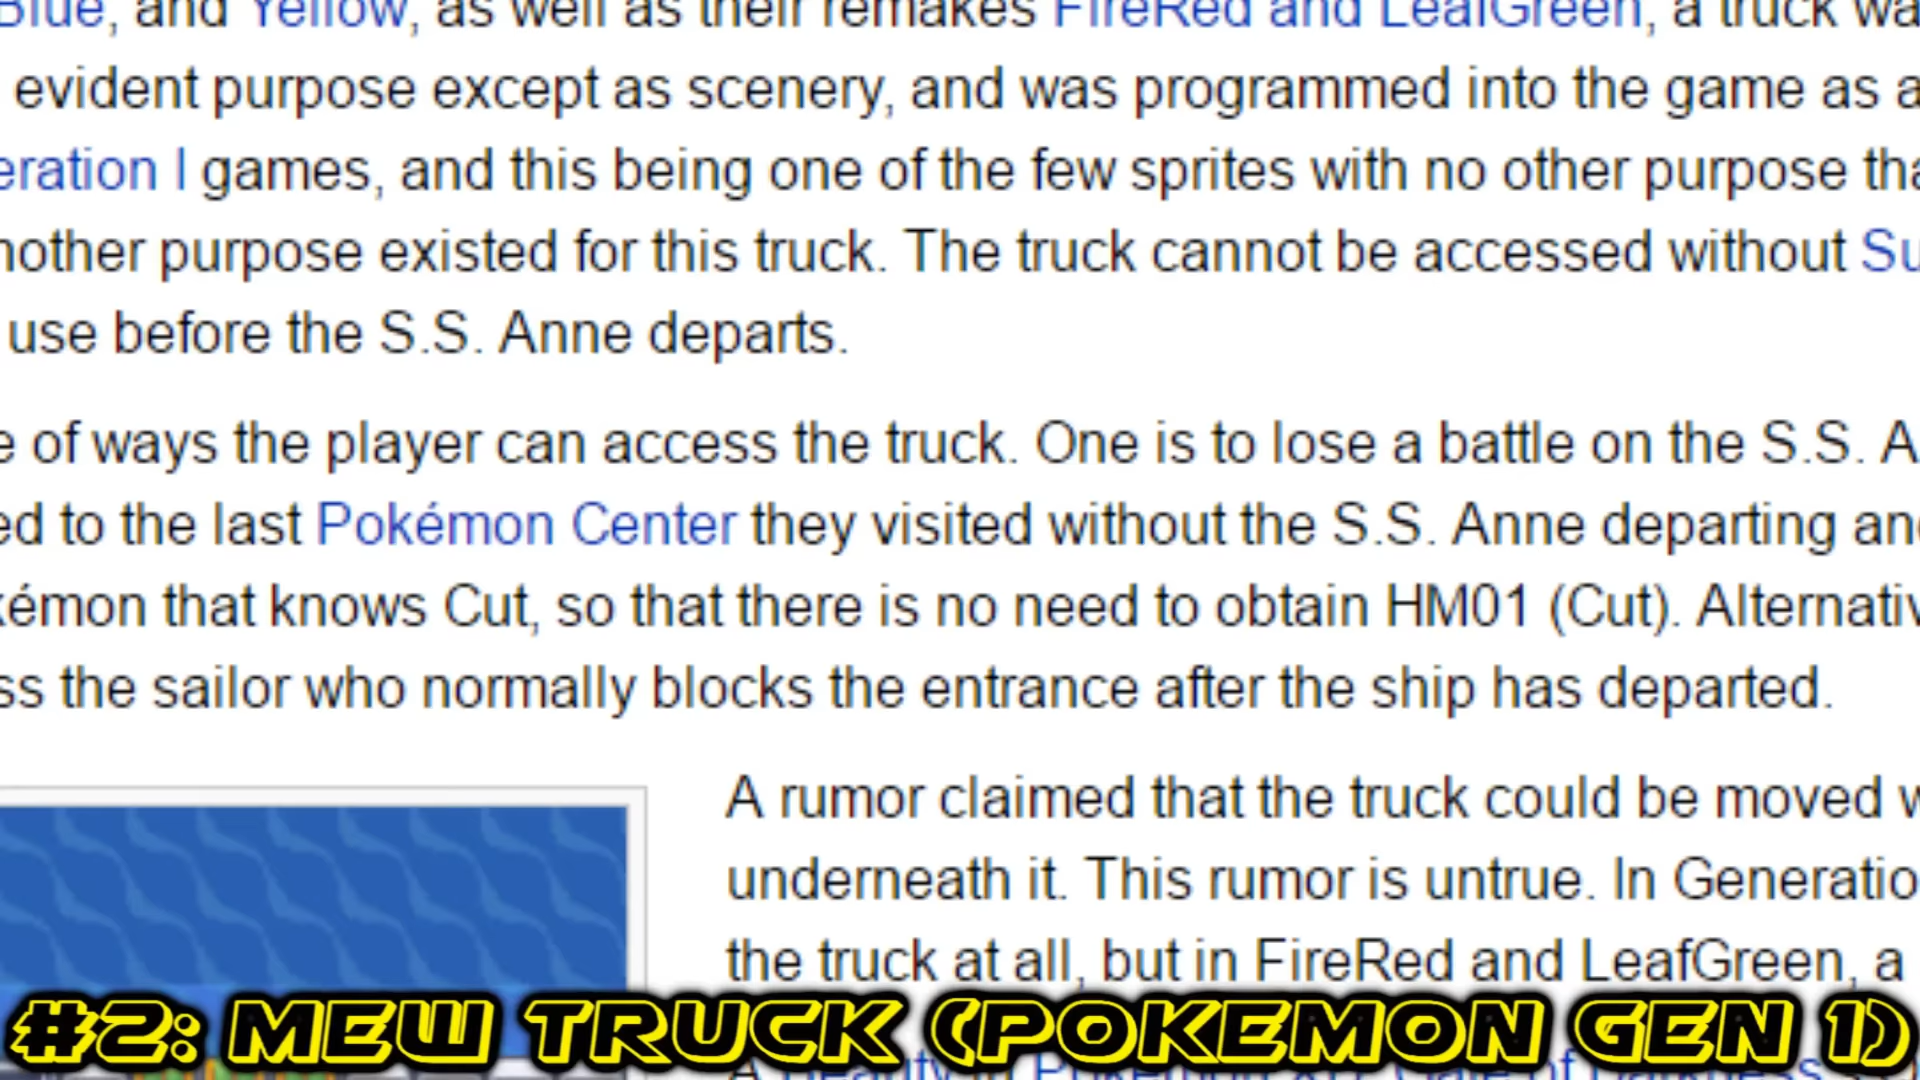 Blue, and Yellow, as well as their remakes FireRed and LeafGreen, a truck wa
evident purpose except as scenery, and was programmed into the game as a
eration I games, and this being one of the few sprites with no other purpose tha
nother purpose existed for this truck. The truck cannot be accessed without Su
use before the S.S. Anne departs.
e of ways the player can access the truck. One is to lose a battle on the S.S. A
ed to the last Pokémon Center they visited without the S.S. Anne departing and
kémon that knows Cut, so that there is no need to obtain HM01 (Cut). Alternativ
ss the sailor who normally blocks the entrance after the ship has departed.
A rumor claimed that the truck could be moved w
underneath it. This rumor is untrue. In Generatio
the truck at all, but in FireRed and LeafGreen, a
#2: MEW TRUCK (POKEMON GEN 1)